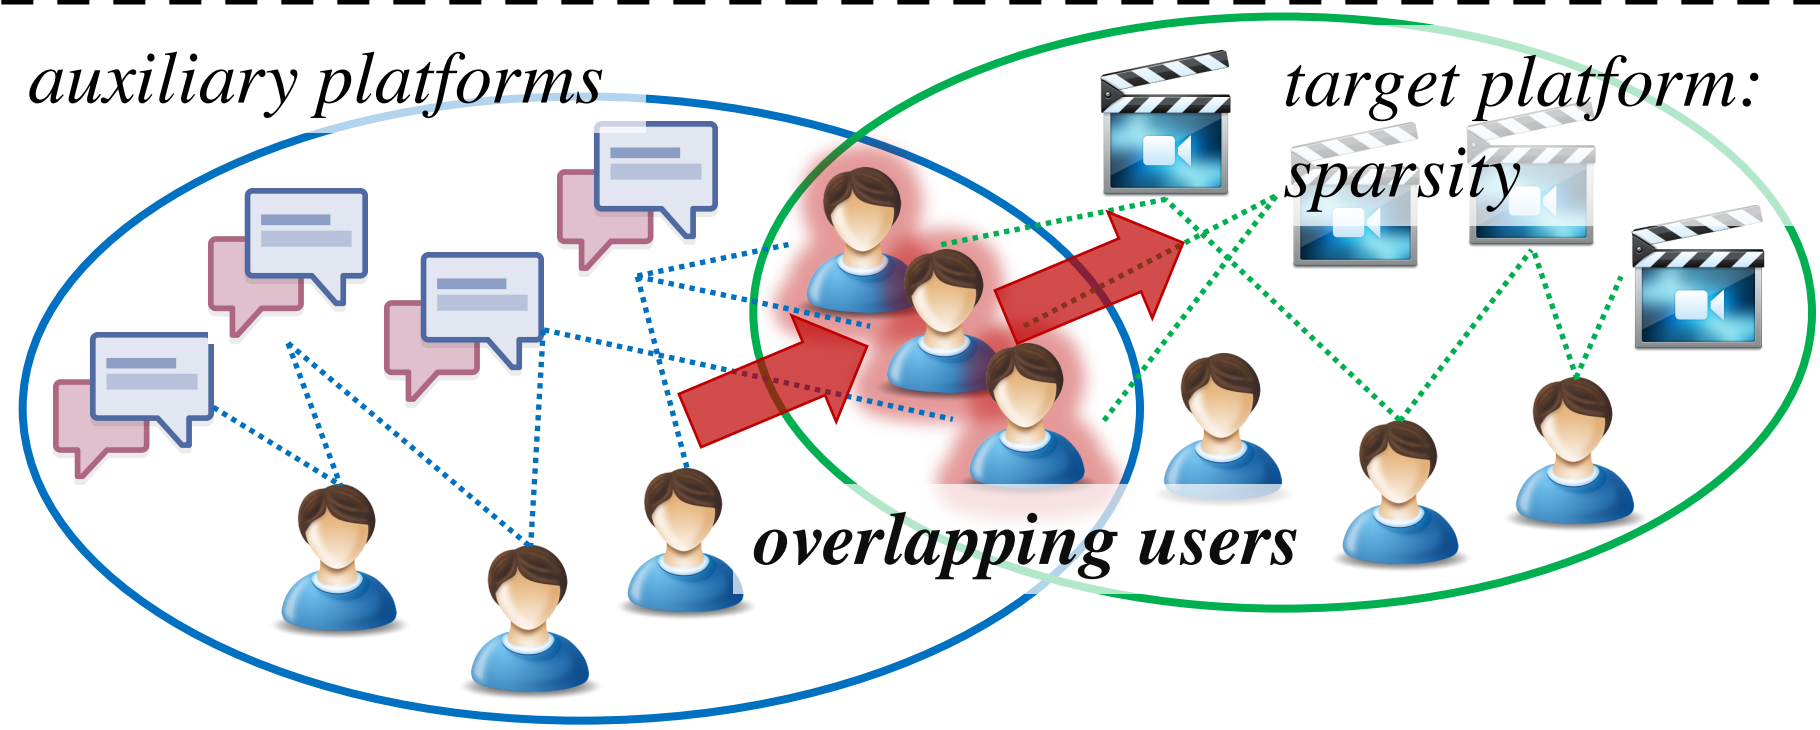 auxiliary platforms
target platform:
sparsity
overlapping users